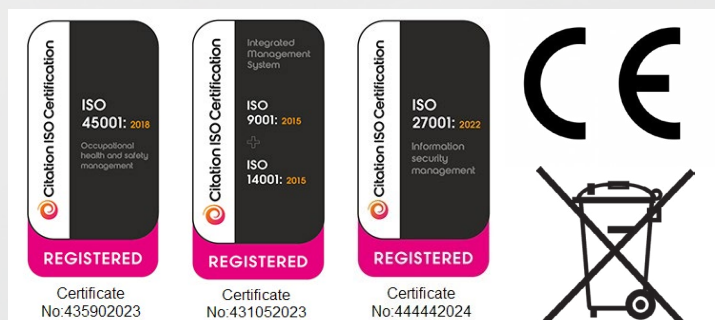 Citation ISO Certification
ISO
45001: 2018
Occupational
health and safety
management
REGISTERED
Certificate
No:435902023
Citation ISO Certification
Integrated
Management
System
ISO
9001: 2015
+
ISO
14001: 2015
REGISTERED
Certificate
No:431052023
Citation ISO Certification
ISO
27001: 2022
Information
security
management
REGISTERED
Certificate
No:444442024
CE